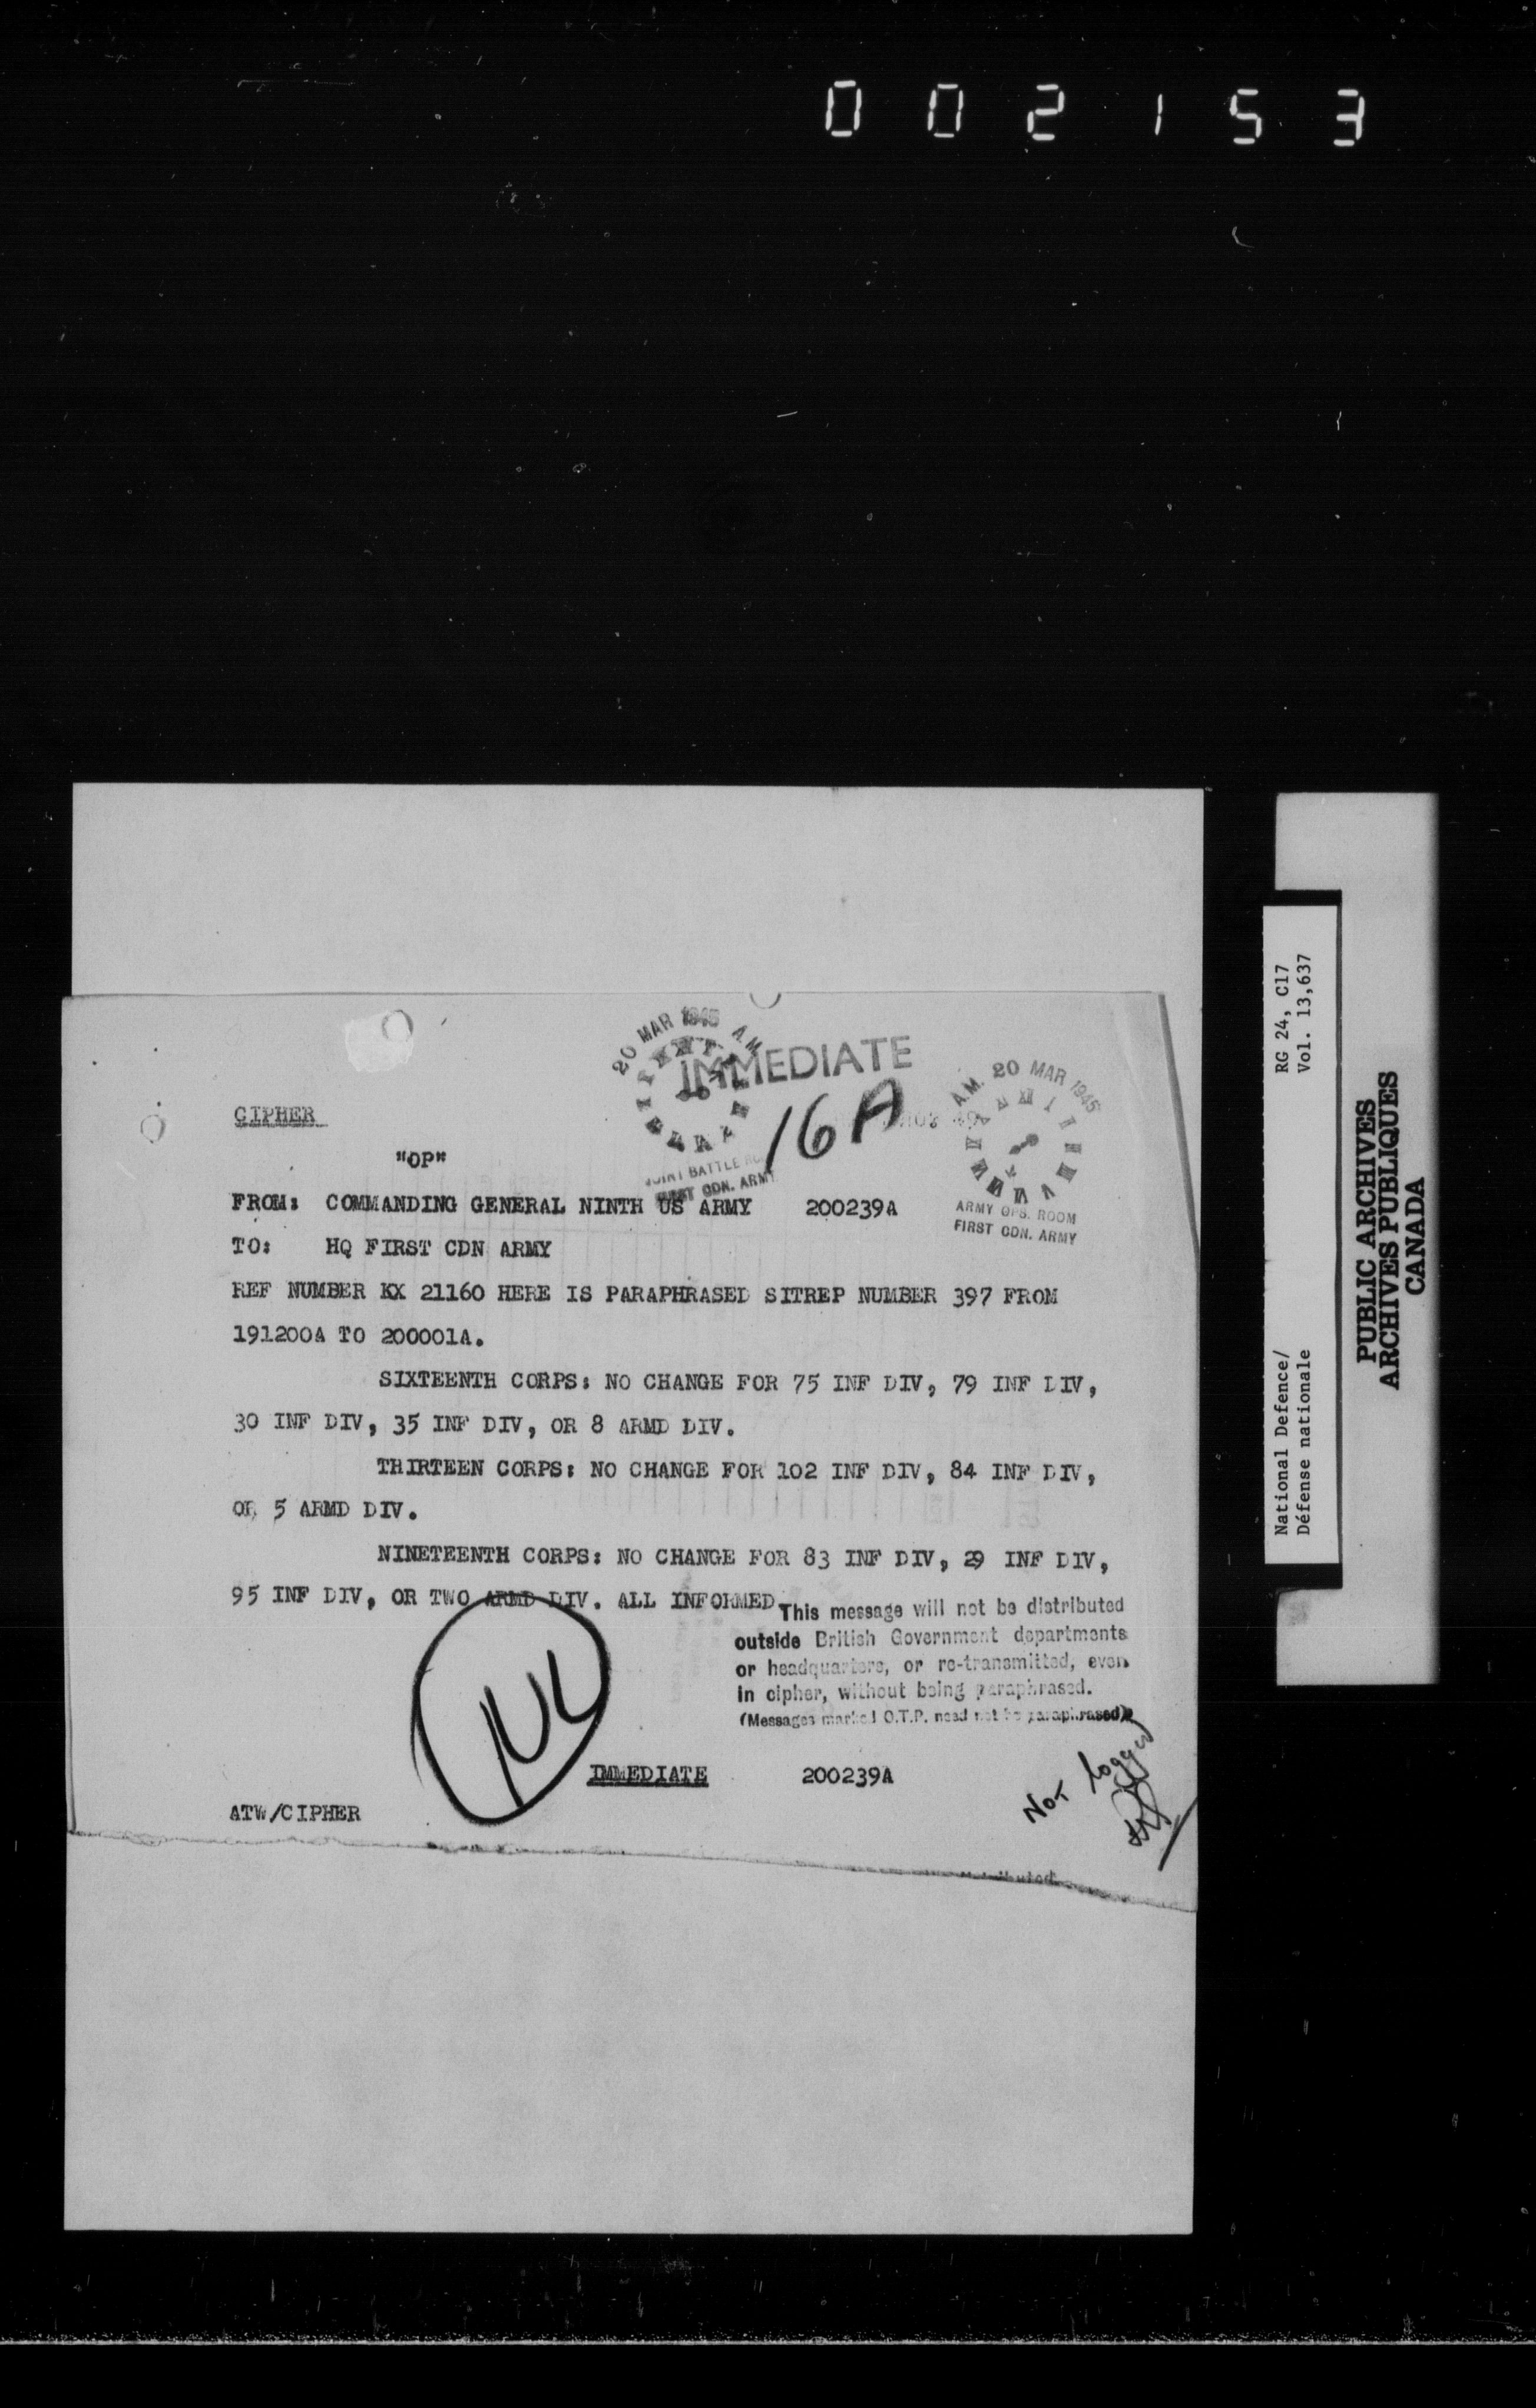 002153
20 MAR 1945 A.M.
IMMEDIATE
16A
A.M. 20 MAR 1945
CIPHER
"OP"
JOINT BATTLE
FIRST CDN. ARMY
FROM: COMMANDING GENERAL NINTH US ARMY 200239A
ARMY OPS. ROOM
FIRST CDN. ARMY
TO: HQ FIRST CDN ARMY
REF NUMBER KX 21160 HERE IS PARAPHRASED SITREP NUMBER 397 FROM
191200A TO 200001A.
SIXTEENTH CORPS: NO CHANGE FOR 75 INF DIV, 79 INF DIV,
30 INF DIV, 35 INF DIV, OR 8 ARMD DIV.
THIRTEEN CORPS: NO CHANGE FOR 102 INF DIV, 84 INF DIV,
OR 5 ARMD DIV.
NINETEENTH CORPS: NO CHANGE FOR 83 INF DIV, 29 INF DIV,
95 INF DIV, OR TWO ARMD DIV. ALL INFORMED.
This message will not be distributed
outside British Government departments
or headquarters, or re-transmitted, even
in cipher, without being paraphrased.
(Messages marked O.T.P. need not be paraphrased)
IMMEDIATE 200239A
Not logged
ATW/CIPHER
RG 24, C17
Vol. 13,637
National Defence/
Défense nationale
PUBLIC ARCHIVES
ARCHIVES PUBLIQUES
CANADA